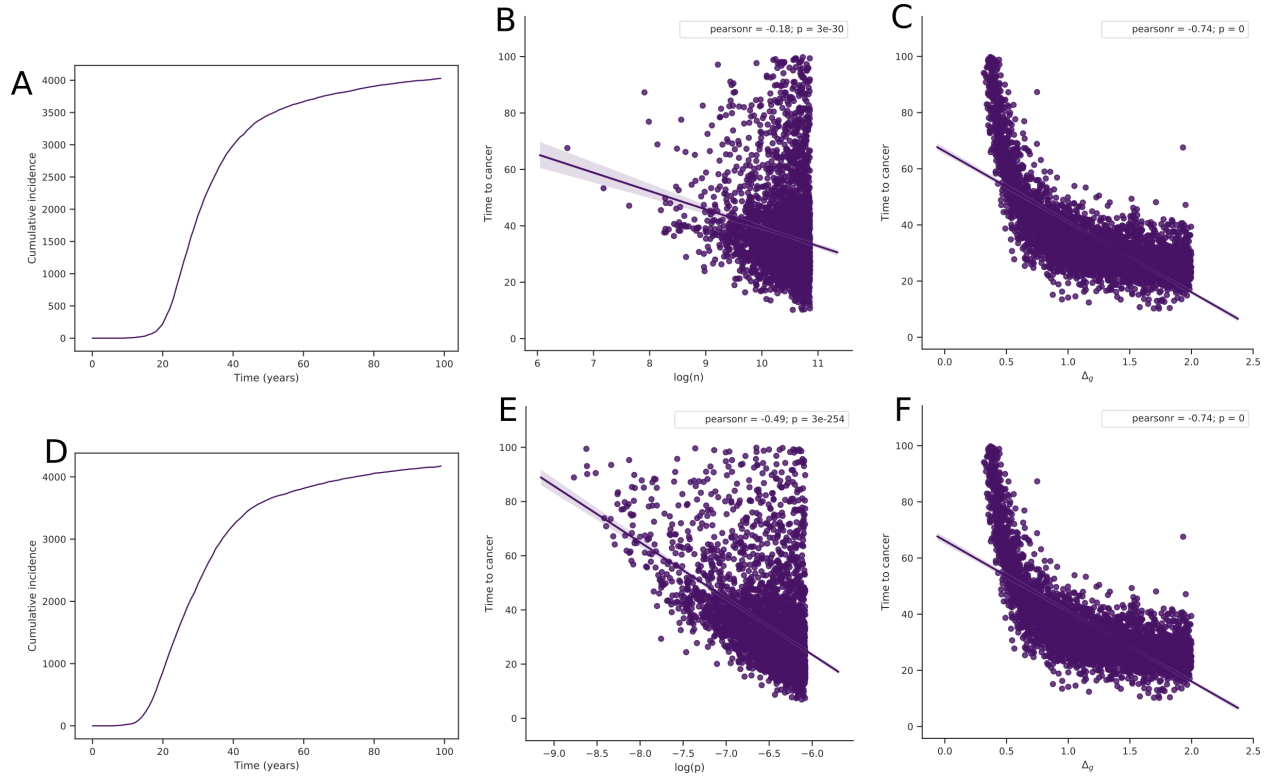 A
Cumulative incidence
4000
3500
3000
2500
2000
1500
1000
500
0
0 20 40 60 80 100
Time (years)
B
pearsonr = -0.18; p = 3e-30
Time to cancer
100
80
60
40
20
0
6 7 8 9 10 11
log(n)
C
pearsonr = -0.74; p = 0
Time to cancer
100
80
60
40
20
0
0.0 0.5 1.0 1.5 2.0 2.5
Δg
D
Cumulative incidence
4000
3000
2000
1000
0
0 20 40 60 80 100
Time (years)
E
pearsonr = -0.49; p = 3e-254
Time to cancer
100
80
60
40
20
0
−9.0 −8.5 −8.0 −7.5 −7.0 −6.5 −6.0
log(p)
F
pearsonr = -0.74; p = 0
Time to cancer
100
80
60
40
20
0
0.0 0.5 1.0 1.5 2.0 2.5
Δg